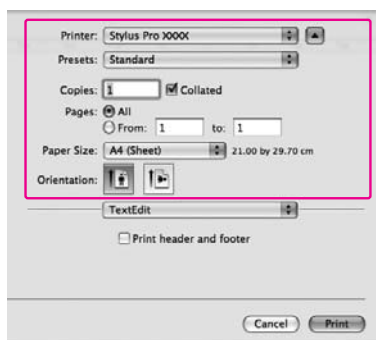 Printer: Stylus Pro XXXX
Presets: Standard
Copies: 1 Collated
Pages: All
From: 1 to: 1
Paper Size: A4 (Sheet) 21.00 by 29.70 cm
Orientation:
TextEdit
Print header and footer
Cancel Print